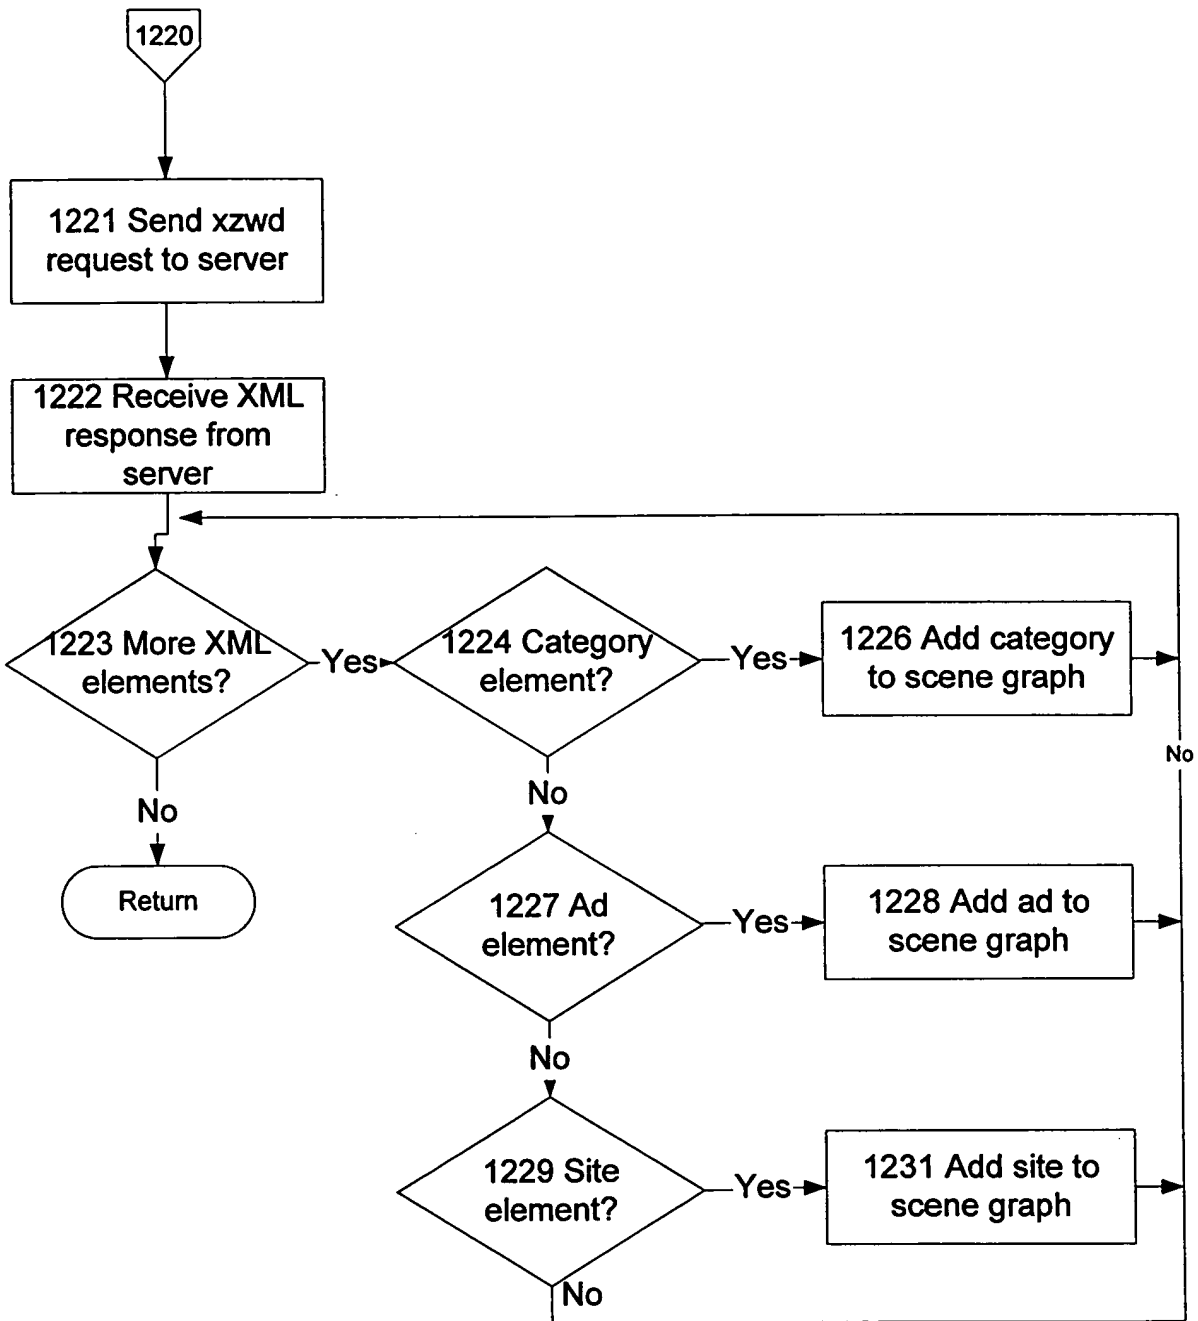 1220
1221 Send xzwd
request to server
1222 Receive XML
response from
server
1223 More XML
elements?
Yes
1224 Category
element?
Yes
1226 Add category
to scene graph
No
No
No
Return
1227 Ad
element?
Yes
1228 Add ad to
scene graph
No
1229 Site
element?
Yes
1231 Add site to
scene graph
No